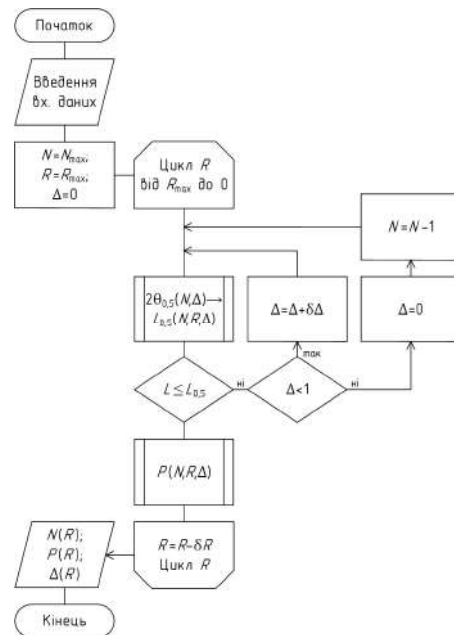 Початок
Введення
вх. даних
N=Nmax;
R=Rmax;
Δ=0
Цикл R
від Rmax до 0
N=N-1
2Θ0,5(N,Δ)→
L0,5(N,R,Δ)
Δ=Δ+δΔ
Δ=0
L≤L0,5
ні
Δ<1
так
ні
P(N,R,Δ)
N(R);
P(R);
Δ(R)
R=R-δR
Цикл R
Кінець